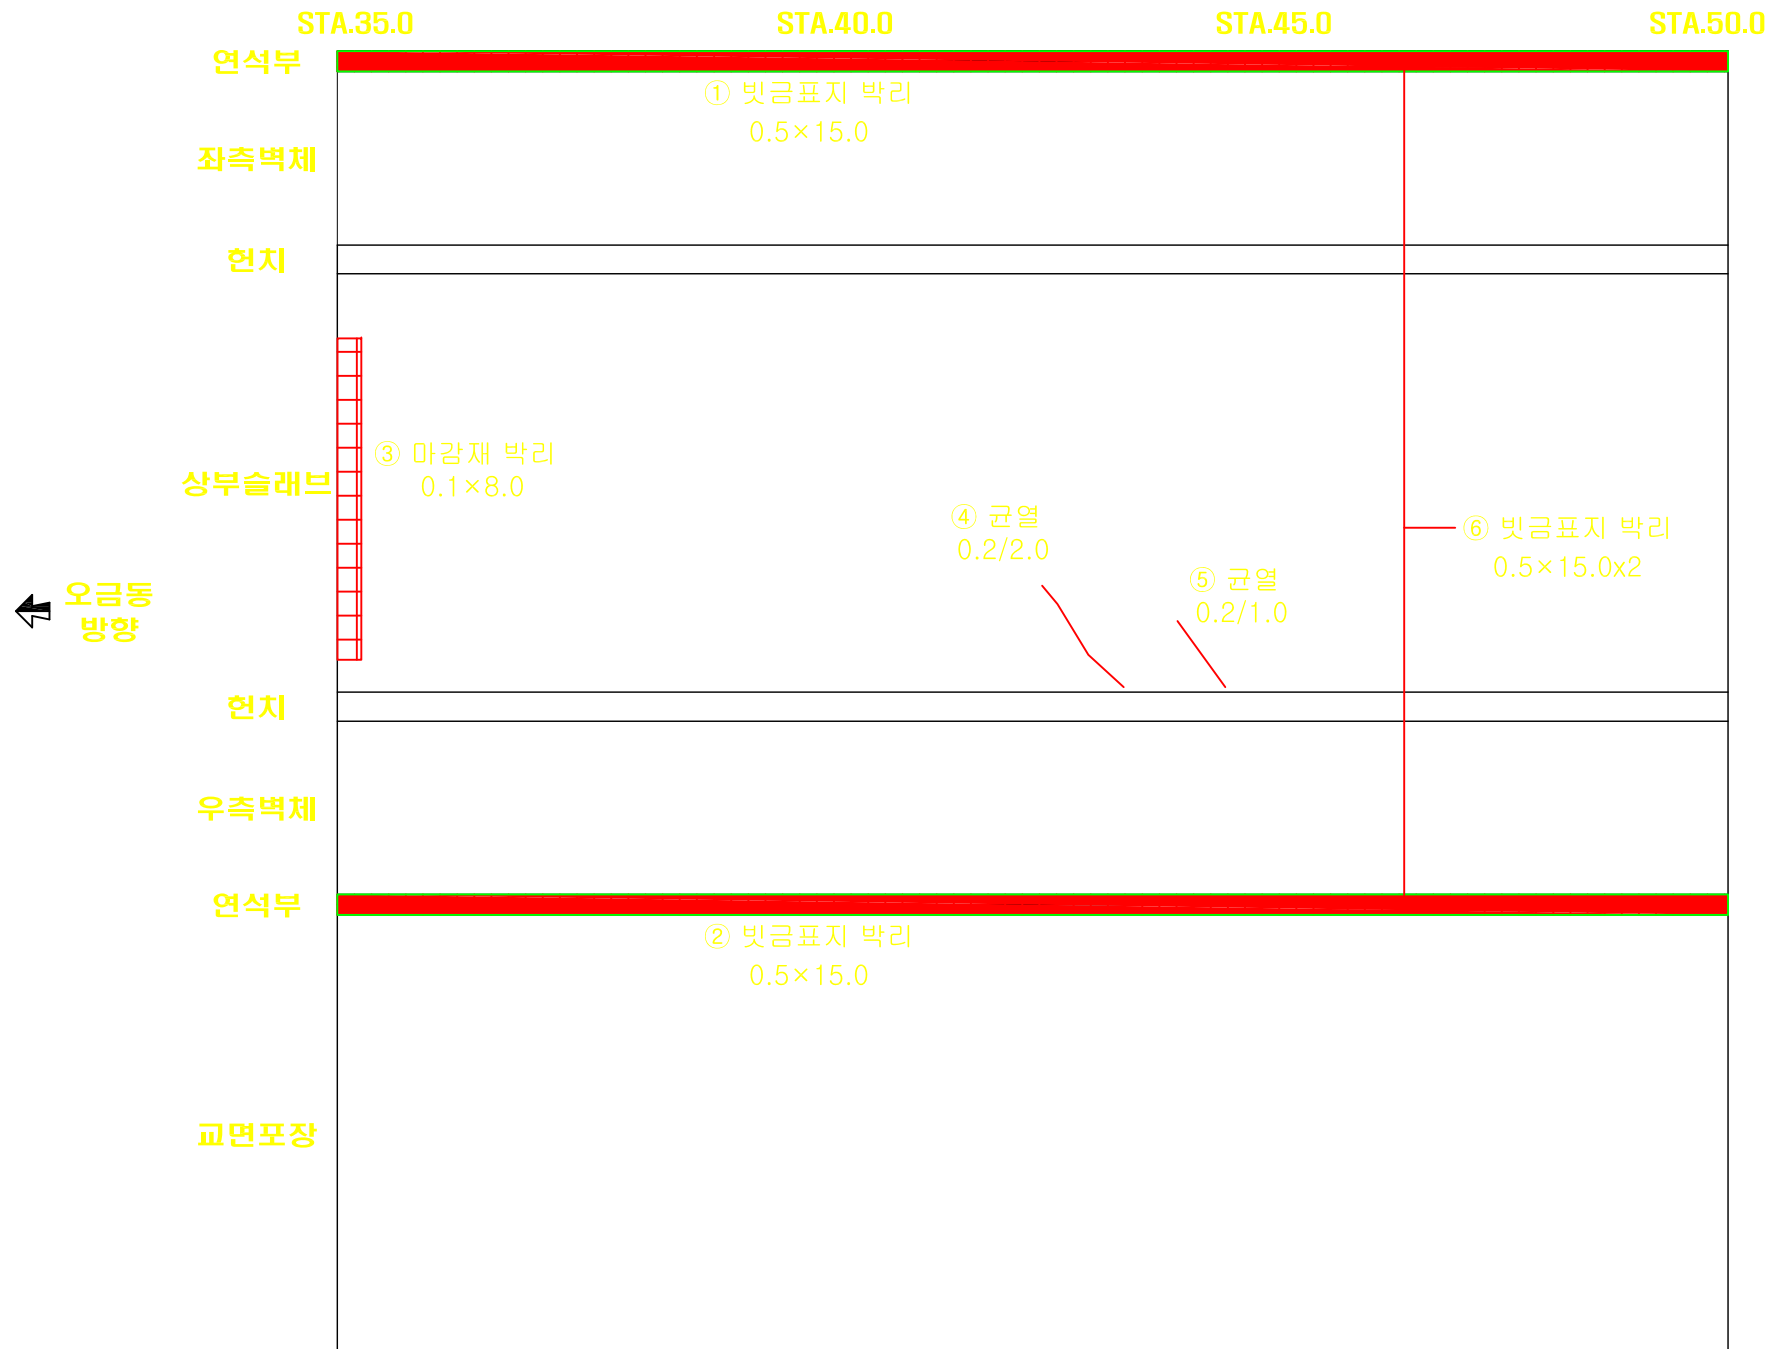 STA.35.0 STA.40.0 STA.45.0 STA.50.0
연석부
① 빗금표지 박리
0.5×15.0
좌측벽체
헌치
③ 마감재 박리
0.1×8.0
상부슬래브
④ 균열
0.2/2.0
⑥ 빗금표지 박리
0.5×15.0x2
⑤ 균열
0.2/1.0
오금동
방향
헌치
우측벽체
연석부
② 빗금표지 박리
0.5×15.0
교면포장